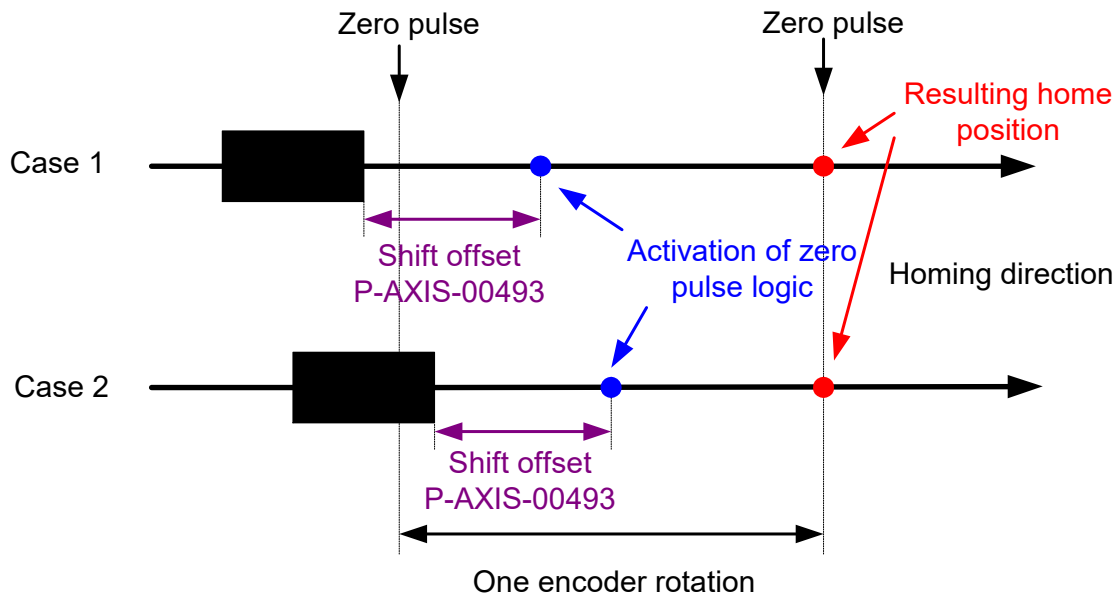 Zero pulse
Zero pulse
Resulting home
position
Case 1
Shift offset
P-AXIS-00493
Activation of zero
pulse logic
Homing direction
Case 2
Shift offset
P-AXIS-00493
One encoder rotation